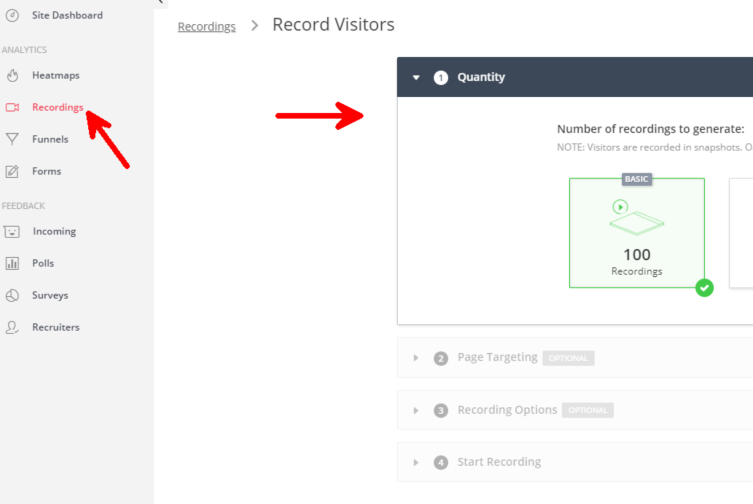 Site Dashboard
Recordings > Record Visitors
ANALYTICS
Heatmaps
Recordings
Funnels
Forms
FEEDBACK
Incoming
Polls
Surveys
Recruiters
1 Quantity
Number of recordings to generate:
NOTE: Visitors are recorded in snapshots. O
BASIC
100
Recordings
2 Page Targeting OPTIONAL
3 Recording Options OPTIONAL
4 Start Recording